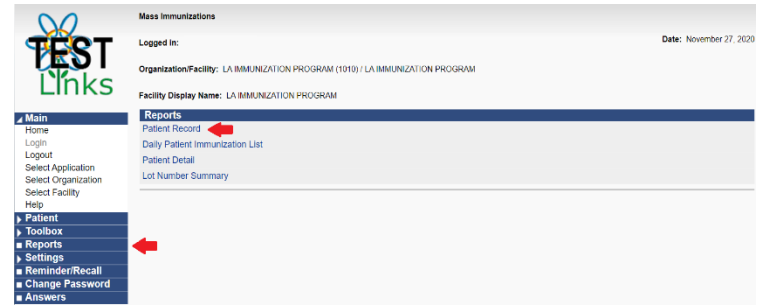 TEST
Links
Mass Immunizations
Logged in:
Date: November 27, 2020
Organization/Facility: LA IMMUNIZATION PROGRAM (1010) / LA IMMUNIZATION PROGRAM
Facility Display Name: LA IMMUNIZATION PROGRAM
Main
Home
Login
Logout
Select Application
Select Organization
Select Facility
Help
Patient
Toolbox
Reports
Settings
Reminder/Recall
Change Password
Answers
Reports
Patient Record
Daily Patient Immunization List
Patient Detail
Lot Number Summary